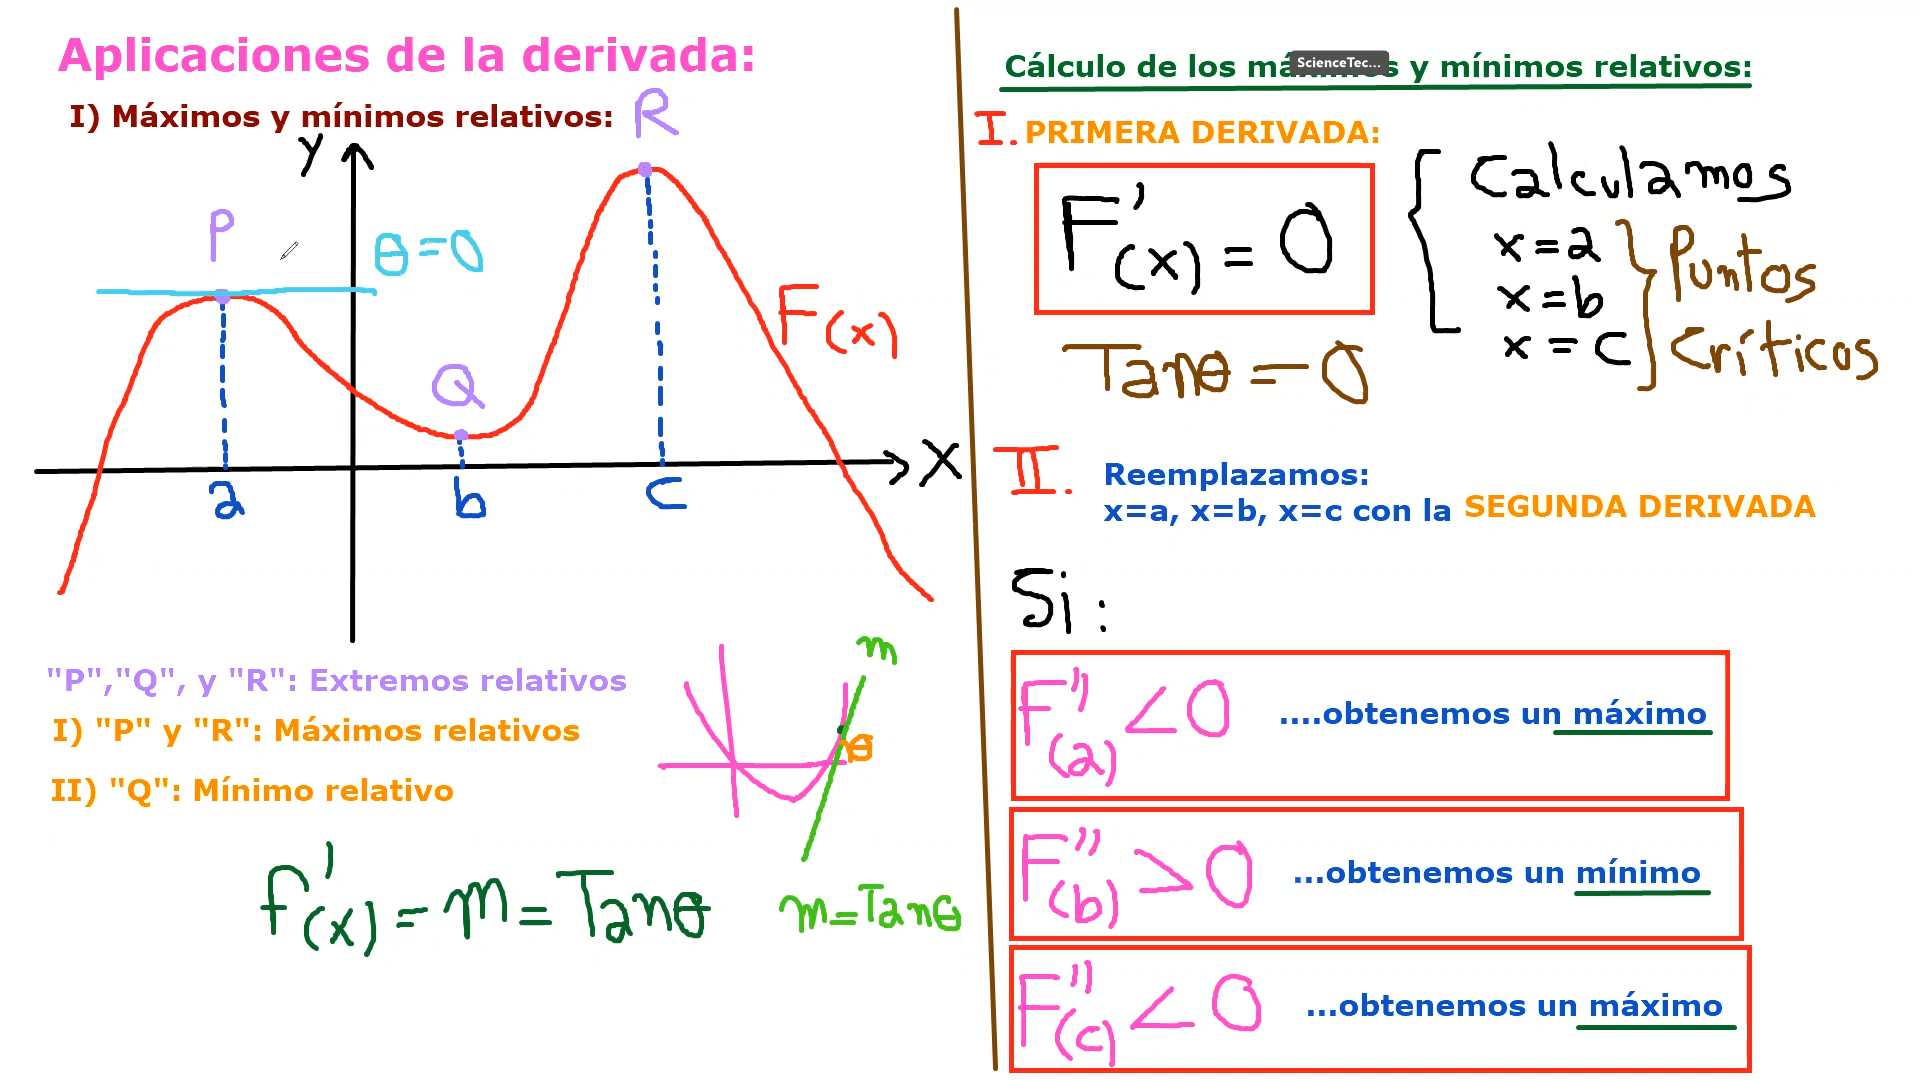 Aplicaciones de la derivada:
I) Máximos y mínimos relativos:
R
y
P
θ=0
Q
F(x)
a
b
c
X
"P","Q", y "R": Extremos relativos
I) "P" y "R": Máximos relativos
II) "Q": Mínimo relativo
m
θ
f'(x) = m = Tanθ
m=Tanθ
Cálculo de los máximos y mínimos relativos:
ScienceTec...
I. PRIMERA DERIVADA:
F'(x) = 0
Tanθ = 0
Calculamos
x=a
x=b
x=c
Puntos
Críticos
II. Reemplazamos:
x=a, x=b, x=c con la SEGUNDA DERIVADA
Si:
F''(a) <0 ....obtenemos un máximo
F''(b) >0 ...obtenemos un mínimo
F''(c) <0 ...obtenemos un máximo